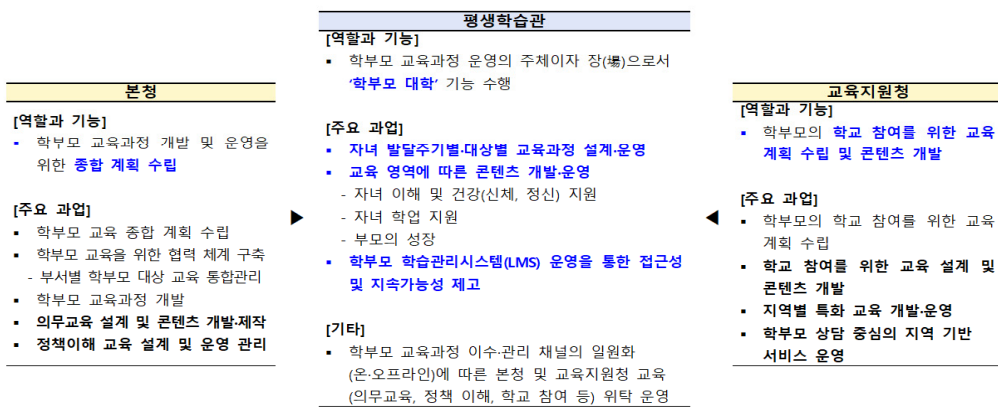 본청
[역할과 기능]
▪ 학부모 교육과정 개발 및 운영을
위한 종합 계획 수립
[주요 과업]
▪ 학부모 교육 종합 계획 수립
▪ 학부모 교육을 위한 협력 체계 구축
- 부서별 학부모 대상 교육 통합관리
▪ 학부모 교육과정 개발
▪ 의무교육 설계 및 콘텐츠 개발·제작
▪ 정책이해 교육 설계 및 운영 관리
▶
평생학습관
[역할과 기능]
▪ 학부모 교육과정 운영의 주체이자 장(場)으로서
‘학부모 대학’ 기능 수행
[주요 과업]
▪ 자녀 발달주기별·대상별 교육과정 설계·운영
▪ 교육 영역에 따른 콘텐츠 개발·운영
- 자녀 이해 및 건강(신체, 정신) 지원
- 자녀 학업 지원
- 부모의 성장
▪ 학부모 학습관리시스템(LMS) 운영을 통한 접근성
및 지속가능성 제고
[기타]
▪ 학부모 교육과정 이수·관리 채널의 일원화
(온·오프라인)에 따른 본청 및 교육지원청 교육
(의무교육, 정책 이해, 학교 참여 등) 위탁 운영
◀
교육지원청
[역할과 기능]
▪ 학부모의 학교 참여를 위한 교육
계획 수립 및 콘텐츠 개발
[주요 과업]
▪ 학부모의 학교 참여를 위한 교육
계획 수립
▪ 학교 참여를 위한 교육 설계 및
콘텐츠 개발
▪ 지역별 특화 교육 개발·운영
▪ 학부모 상담 중심의 지역 기반
서비스 운영